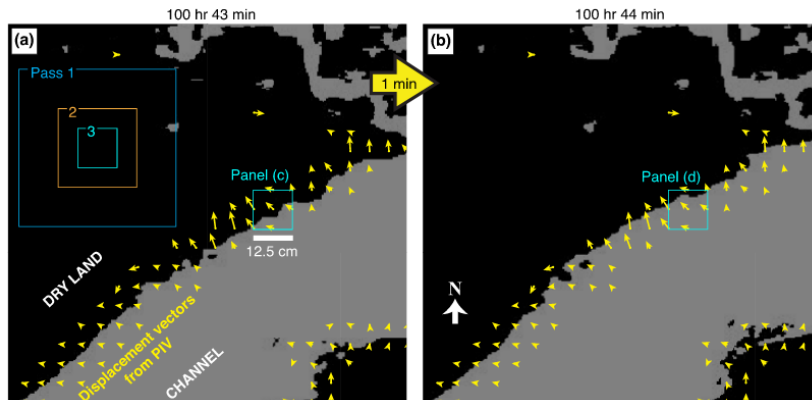 100 hr 43 min
100 hr 44 min
(a)
(b)
Pass 1
2
3
1 min
Panel (c)
Panel (d)
12.5 cm
DRY LAND
N
Displacement vectors
from PIV
CHANNEL